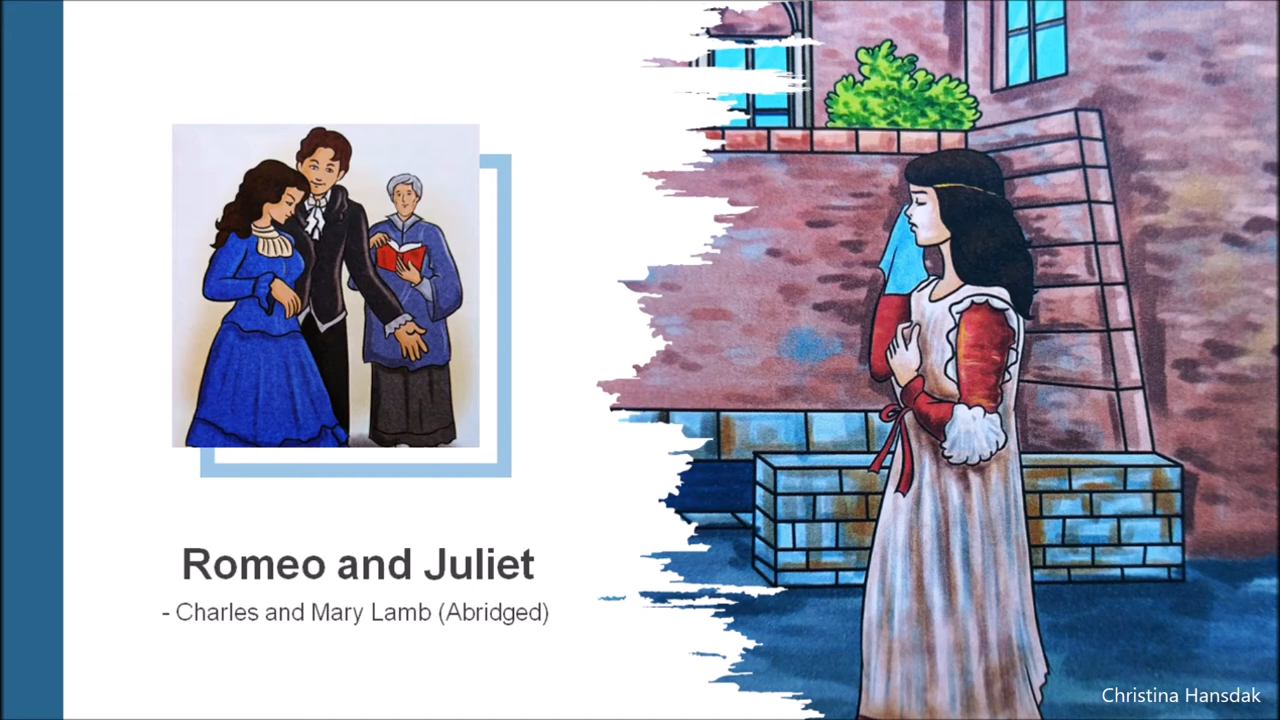 Romeo and Juliet
- Charles and Mary Lamb (Abridged)
Christina Hansdak